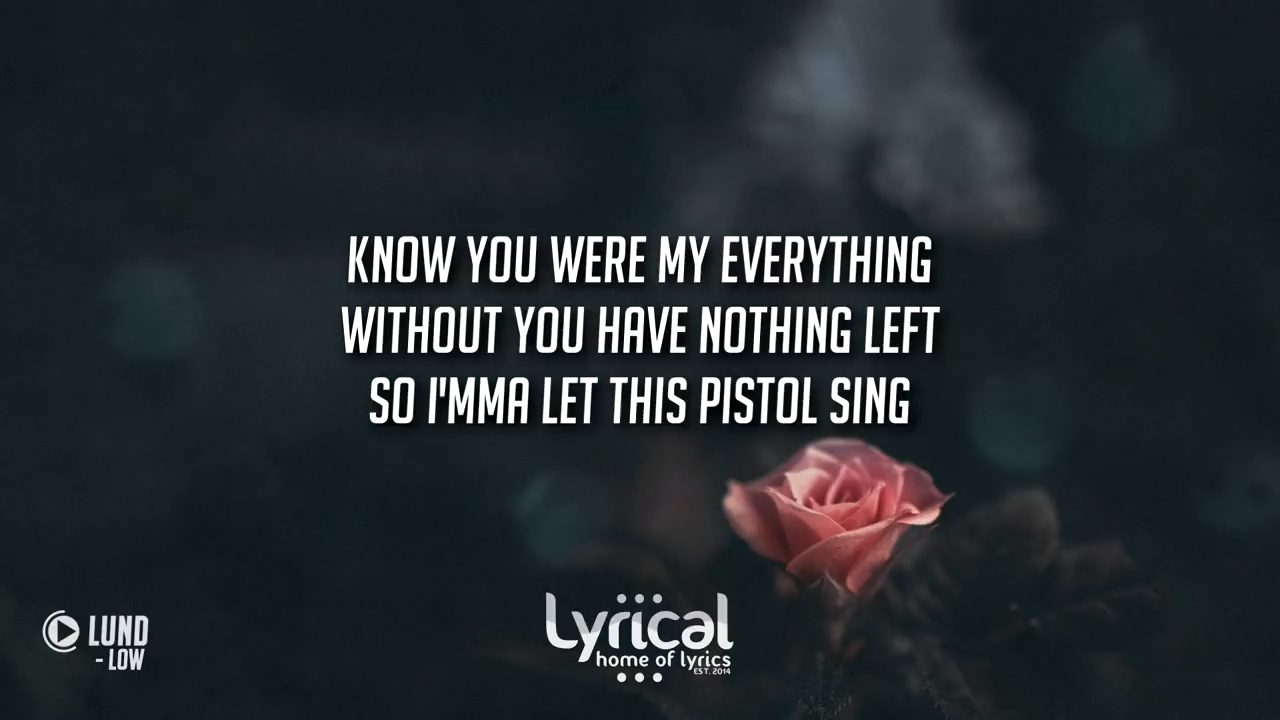 KNOW YOU WERE MY EVERYTHING
WITHOUT YOU HAVE NOTHING LEFT
SO I'MMA LET THIS PISTOL SING
LUND
- LOW
Lyrical
home of lyrics
EST. 2014